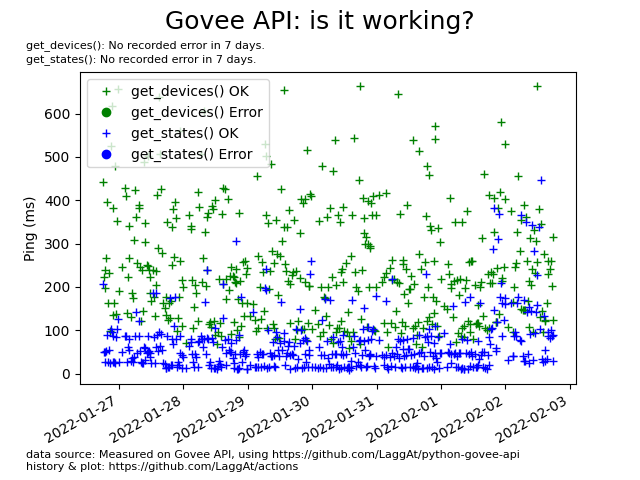 Govee API: is it working?
get_devices(): No recorded error in 7 days.
get_states(): No recorded error in 7 days.
get_devices() OK
get_devices() Error
get_states() OK
get_states() Error
Ping (ms)
600
500
400
300
200
100
0
2022-01-27
2022-01-28
2022-01-29
2022-01-30
2022-01-31
2022-02-01
2022-02-02
2022-02-03
data source: Measured on Govee API, using https://github.com/LaggAt/python-govee-api
history & plot: https://github.com/LaggAt/actions